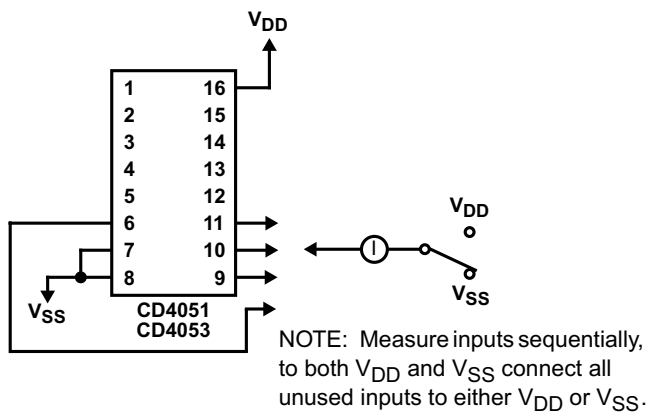 VDD
1 16
2 15
3 14
4 13
5 12
6 11
7 10
8 9
VSS
CD4051
CD4053
I
VDD
VSS
NOTE: Measure inputs sequentially,
to both VDD and VSS connect all
unused inputs to either VDD or VSS.